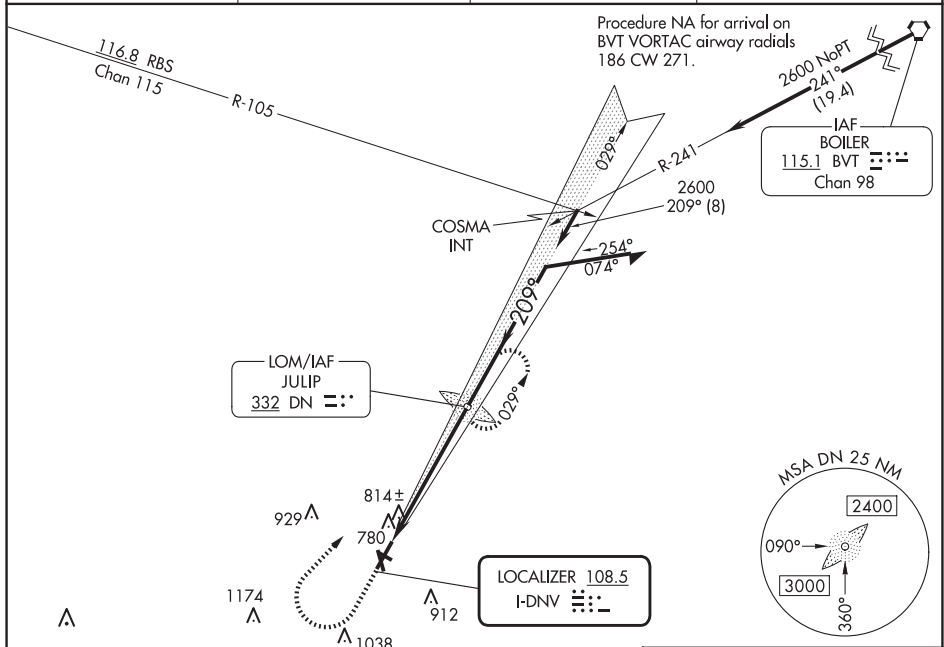 Procedure NA for arrival on
BVT VORTAC airway radials
186 CW 271.
116.8 RBS
Chan 115
R-105
2600 NoPT
241°
(19.4)
R-241
IAF
BOILER
115.1 BVT
Chan 98
029°
2600
209° (8)
COSMA
INT
254°
074°
209°
LOM/IAF
JULIP
332 DN
029°
MSA DN 25 NM
2400
090°
3000
360°
814±
929
780
LOCALIZER 108.5
I-DNV
1174
912
1038